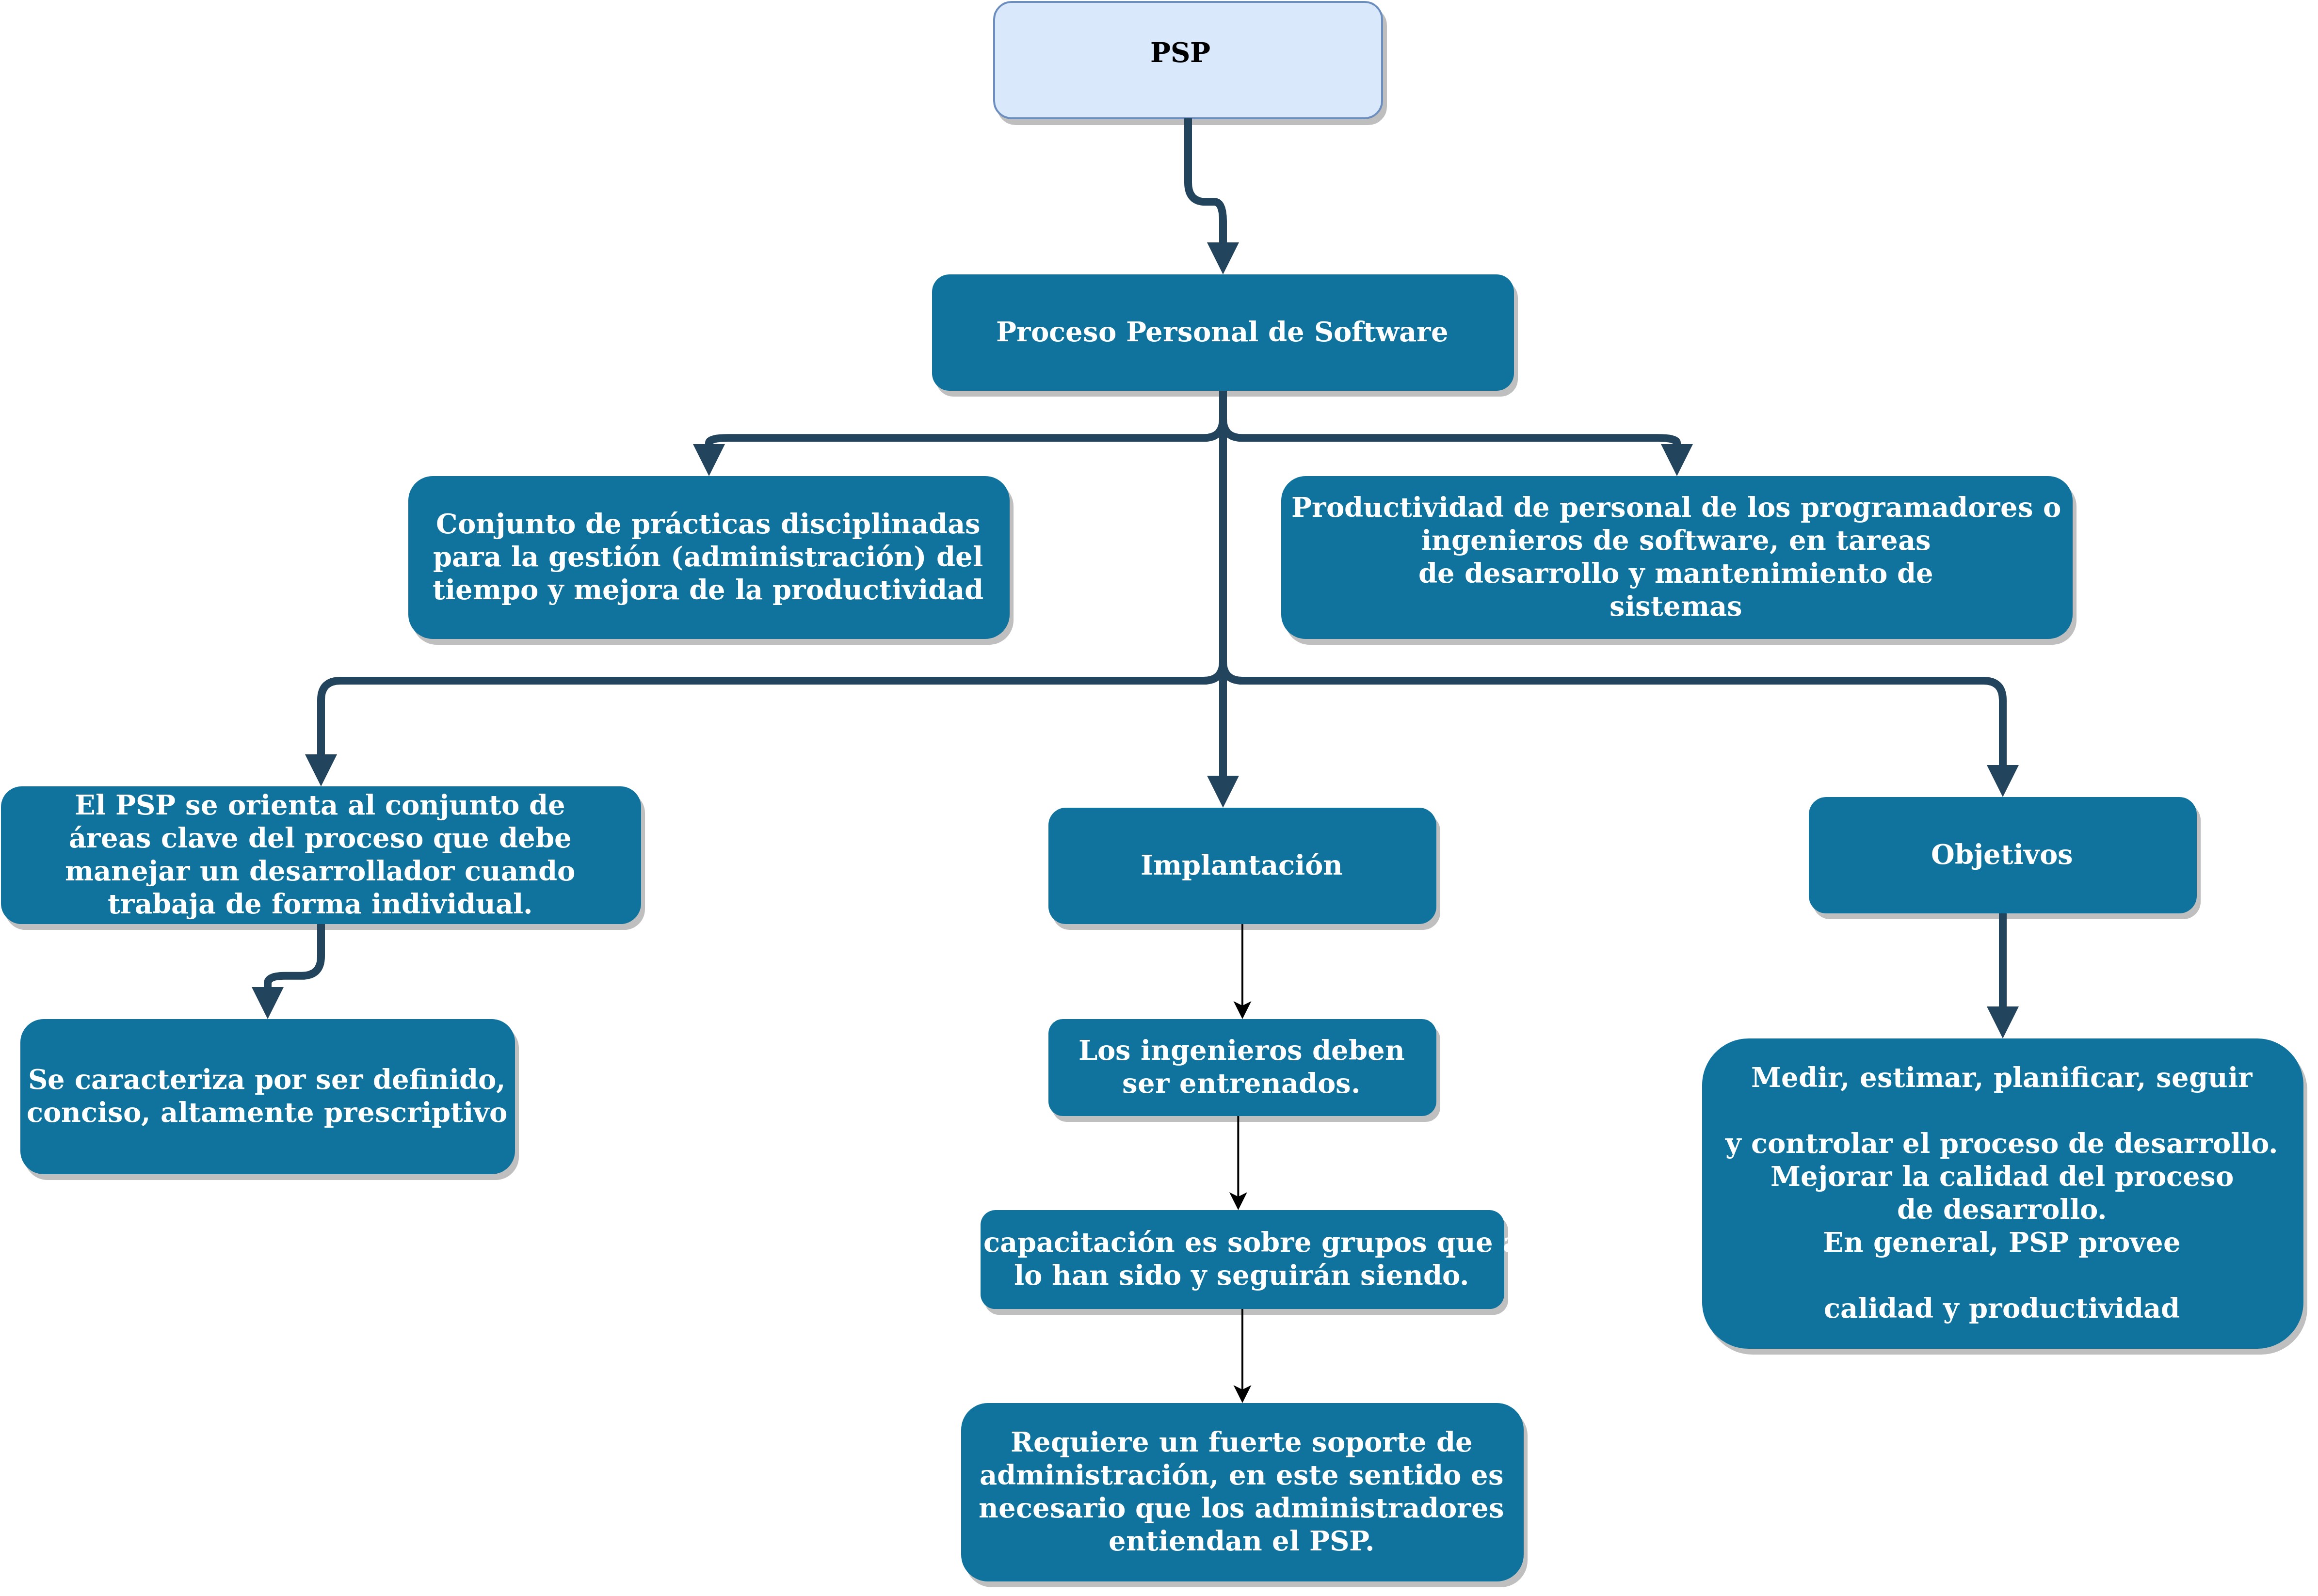 PSP
Proceso Personal de Software
Conjunto de prácticas disciplinadas
para la gestión (administración) del
tiempo y mejora de la productividad
Productividad de personal de los programadores o
ingenieros de software, en tareas
de desarrollo y mantenimiento de
sistemas
El PSP se orienta al conjunto de
áreas clave del proceso que debe
manejar un desarrollador cuando
trabaja de forma individual.
Implantación
Objetivos
Se caracteriza por ser definido,
conciso, altamente prescriptivo
Los ingenieros deben
ser entrenados.
capacitación es sobre grupos que
lo han sido y seguirán siendo.
Requiere un fuerte soporte de
administración, en este sentido es
necesario que los administradores
entiendan el PSP.
Medir, estimar, planificar, seguir
y controlar el proceso de desarrollo.
Mejorar la calidad del proceso
de desarrollo.
En general, PSP provee
calidad y productividad